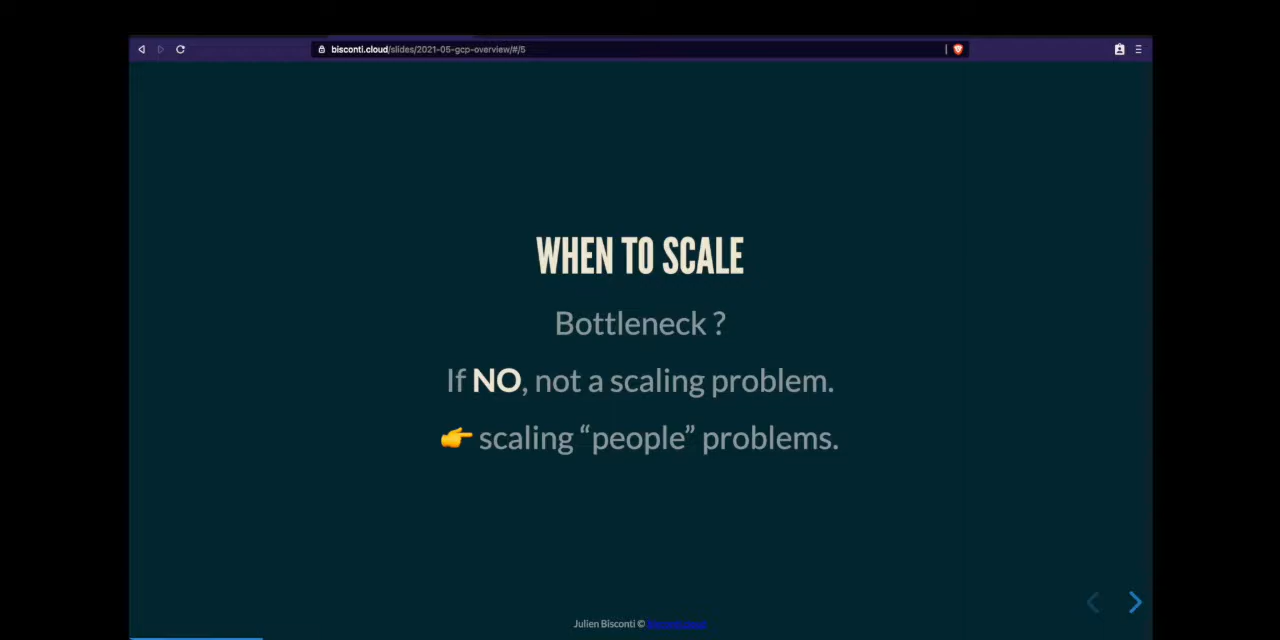 bisconti.cloud/slides/2021-05-gcp-overview/#/5
WHEN TO SCALE
Bottleneck ?
If NO, not a scaling problem.
👉 scaling “people” problems.
Julien Bisconti ©